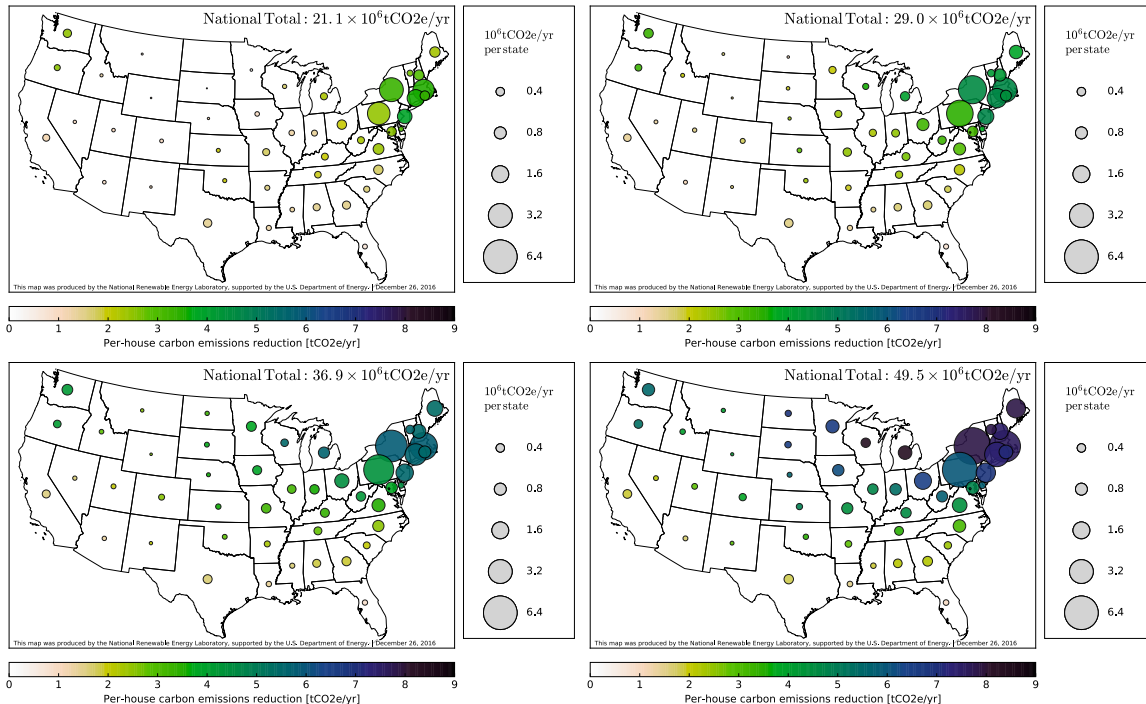 National Total: 21.1 × 10⁶tCO2e/yr
10⁶tCO2e/yr
per state
0.4
0.8
1.6
3.2
6.4
This map was produced by the National Renewable Energy Laboratory, supported by the U.S. Department of Energy. | December 26, 2016
0 1 2 3 4 5 6 7 8 9
Per-house carbon emissions reduction [tCO2e/yr]
National Total: 29.0 × 10⁶tCO2e/yr
10⁶tCO2e/yr
per state
0.4
0.8
1.6
3.2
6.4
This map was produced by the National Renewable Energy Laboratory, supported by the U.S. Department of Energy. | December 26, 2016
0 1 2 3 4 5 6 7 8 9
Per-house carbon emissions reduction [tCO2e/yr]
National Total: 36.9 × 10⁶tCO2e/yr
10⁶tCO2e/yr
per state
0.4
0.8
1.6
3.2
6.4
This map was produced by the National Renewable Energy Laboratory, supported by the U.S. Department of Energy. | December 26, 2016
0 1 2 3 4 5 6 7 8 9
Per-house carbon emissions reduction [tCO2e/yr]
National Total: 49.5 × 10⁶tCO2e/yr
10⁶tCO2e/yr
per state
0.4
0.8
1.6
3.2
6.4
This map was produced by the National Renewable Energy Laboratory, supported by the U.S. Department of Energy. | December 26, 2016
0 1 2 3 4 5 6 7 8 9
Per-house carbon emissions reduction [tCO2e/yr]